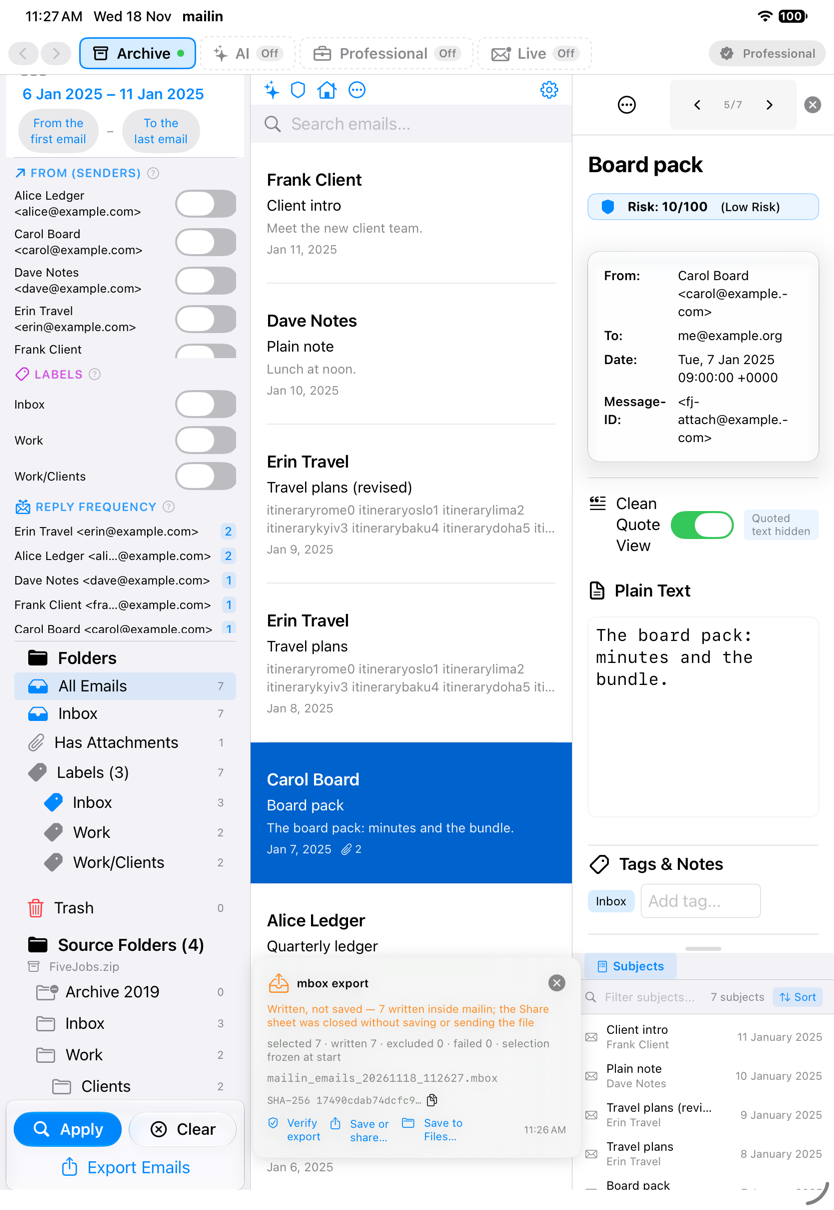 11:27 AM Wed 18 Nov mailin
100
Archive
AI Off
Professional Off
Live Off
Professional
6 Jan 2025 – 11 Jan 2025
From the
first email
–
To the
last email
FROM (SENDERS) ?
Alice Ledger
<alice@example.com>
Carol Board
<carol@example.com>
Dave Notes
<dave@example.com>
Erin Travel
<erin@example.com>
Frank Client
LABELS ?
Inbox
Work
Work/Clients
REPLY FREQUENCY ?
Erin Travel <erin@example.com> 2
Alice Ledger <ali...@example.com> 2
Dave Notes <dave@example.com> 1
Frank Client <fra...@example.com> 1
Carol Board <carol@example.com> 1
Folders
All Emails 7
Inbox 7
Has Attachments 1
Labels (3) 7
Inbox 3
Work 2
Work/Clients 2
Trash 0
Source Folders (4)
FiveJobs.zip
Archive 2019 0
Inbox 3
Work 2
Clients 2
Apply
Clear
Export Emails
Search emails...
Frank Client
Client intro
Meet the new client team.
Jan 11, 2025
Dave Notes
Plain note
Lunch at noon.
Jan 10, 2025
Erin Travel
Travel plans (revised)
itineraryrome0 itineraryoslo1 itinerarylima2
itinerarykyiv3 itinerarybaku4 itinerarydoha5 iti...
Jan 9, 2025
Erin Travel
Travel plans
itineraryrome0 itineraryoslo1 itinerarylima2
itinerarykyiv3 itinerarybaku4 itinerarydoha5 iti...
Jan 8, 2025
Carol Board
Board pack
The board pack: minutes and the bundle.
Jan 7, 2025 2
Alice Ledger
Quarterly ledger
mbox export
Written, not saved — 7 written inside mailin; the Share
sheet was closed without saving or sending the file
selected 7 · written 7 · excluded 0 · failed 0 · selection
frozen at start
mailin_emails_20261118_112627.mbox
SHA-256 17490cdab74dcfc9…
Verify
export
Save or
share...
Save to
Files...
11:26 AM
Jan 6, 2025
5/7
Board pack
Risk: 10/100 (Low Risk)
From: Carol Board
<carol@example.-
com>
To: me@example.org
Date: Tue, 7 Jan 2025
09:00:00 +0000
Message- <fj-
ID: attach@example.-
com>
Clean
Quote
View
Quoted
text hidden
Plain Text
The board pack:
minutes and the
bundle.
Tags & Notes
Inbox
Add tag...
Subjects
Filter subjects... 7 subjects Sort
Client intro
Frank Client
11 January 2025
Plain note
Dave Notes
10 January 2025
Travel plans (revi...
Erin Travel
9 January 2025
Travel plans
Erin Travel
8 January 2025
Board pack